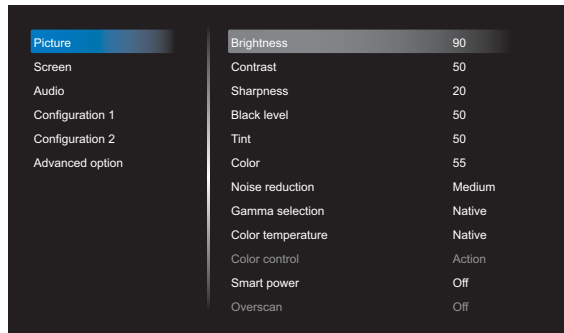 Picture
Screen
Audio
Configuration 1
Configuration 2
Advanced option
Brightness 90
Contrast 50
Sharpness 20
Black level 50
Tint 50
Color 55
Noise reduction Medium
Gamma selection Native
Color temperature Native
Color control Action
Smart power Off
Overscan Off